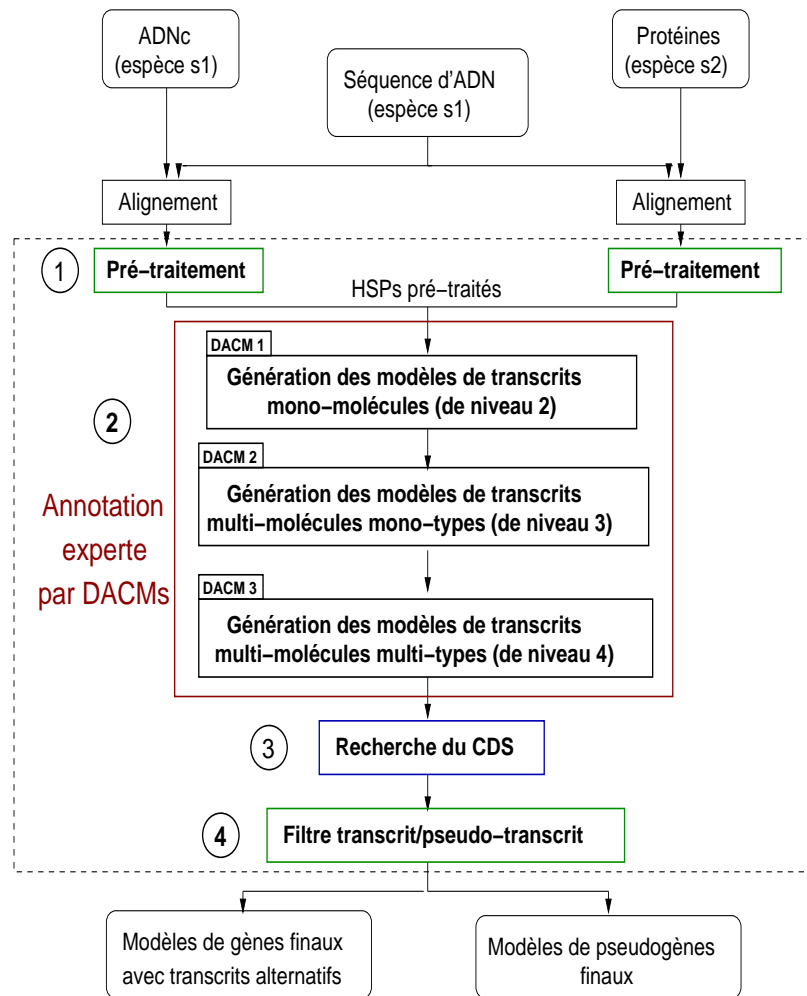 ADNc
(espèce s1)
Séquence d'ADN
(espèce s1)
Protéines
(espèce s2)
Alignement
Alignement
1
Pré−traitement
Pré−traitement
HSPs pré−traités
2
Annotation
experte
par DACMs
DACM 1
Génération des modèles de transcrits
mono−molécules (de niveau 2)
DACM 2
Génération des modèles de transcrits
multi−molécules mono−types (de niveau 3)
DACM 3
Génération des modèles de transcrits
multi−molécules multi−types (de niveau 4)
3
Recherche du CDS
4
Filtre transcrit/pseudo−transcrit
Modèles de gènes finaux
avec transcrits alternatifs
Modèles de pseudogènes
finaux